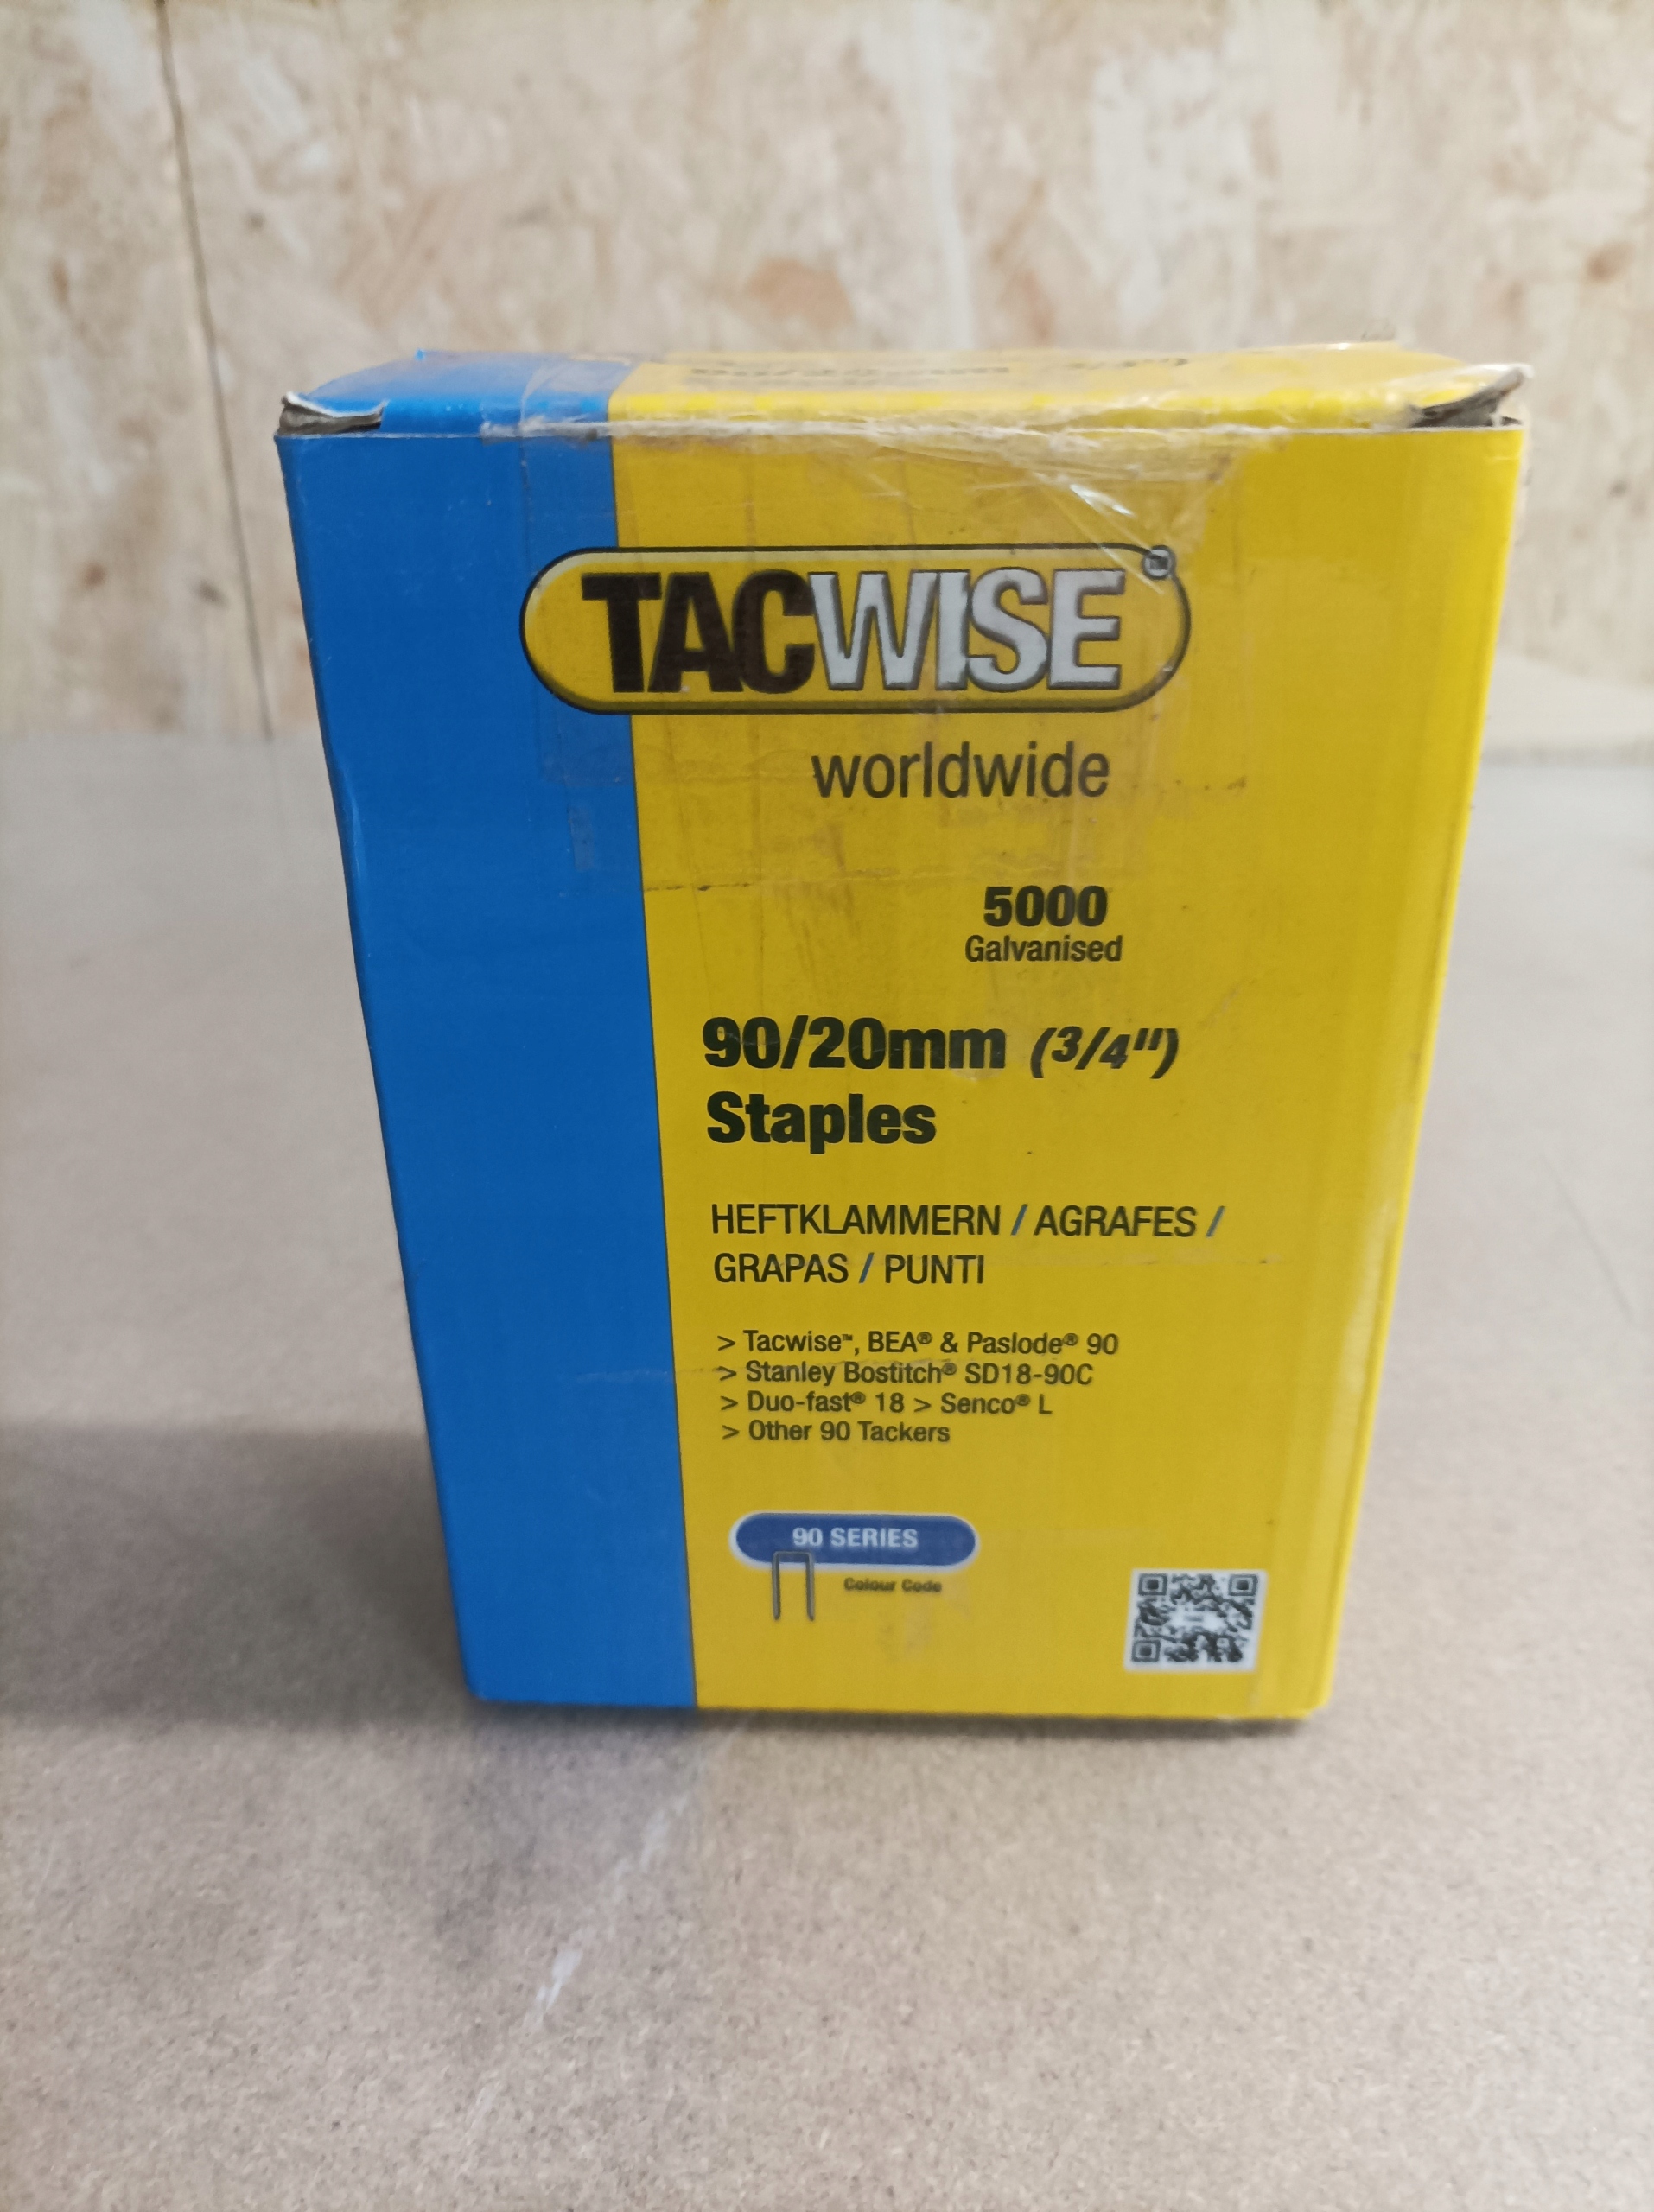 TACWISE
worldwide
5000
Galvanised
90/20mm (3/4")
Staples
HEFTKLAMMERN / AGRAFES /
GRAPAS / PUNTI
> Tacwise™, BEA® & Paslode® 90
> Stanley Bostitch® SD18-90C
> Duo-fast® 18 > Senco® L
> Other 90 Tackers
90 SERIES
Colour Code